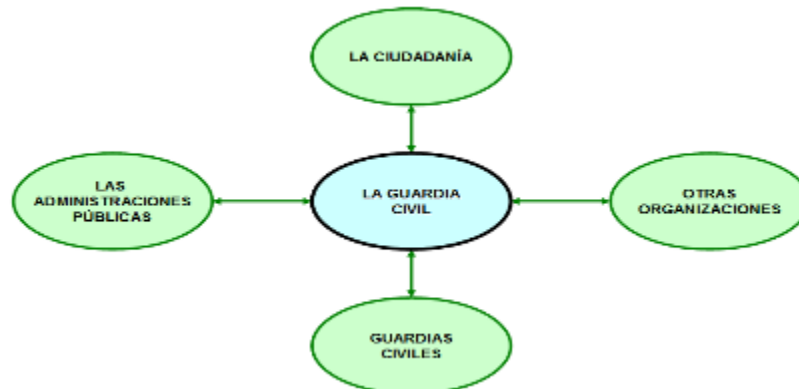 LA CIUDADANÍA
LAS
ADMINISTRACIONES
PÚBLICAS
LA GUARDIA
CIVIL
OTRAS
ORGANIZACIONES
GUARDIAS
CIVILES